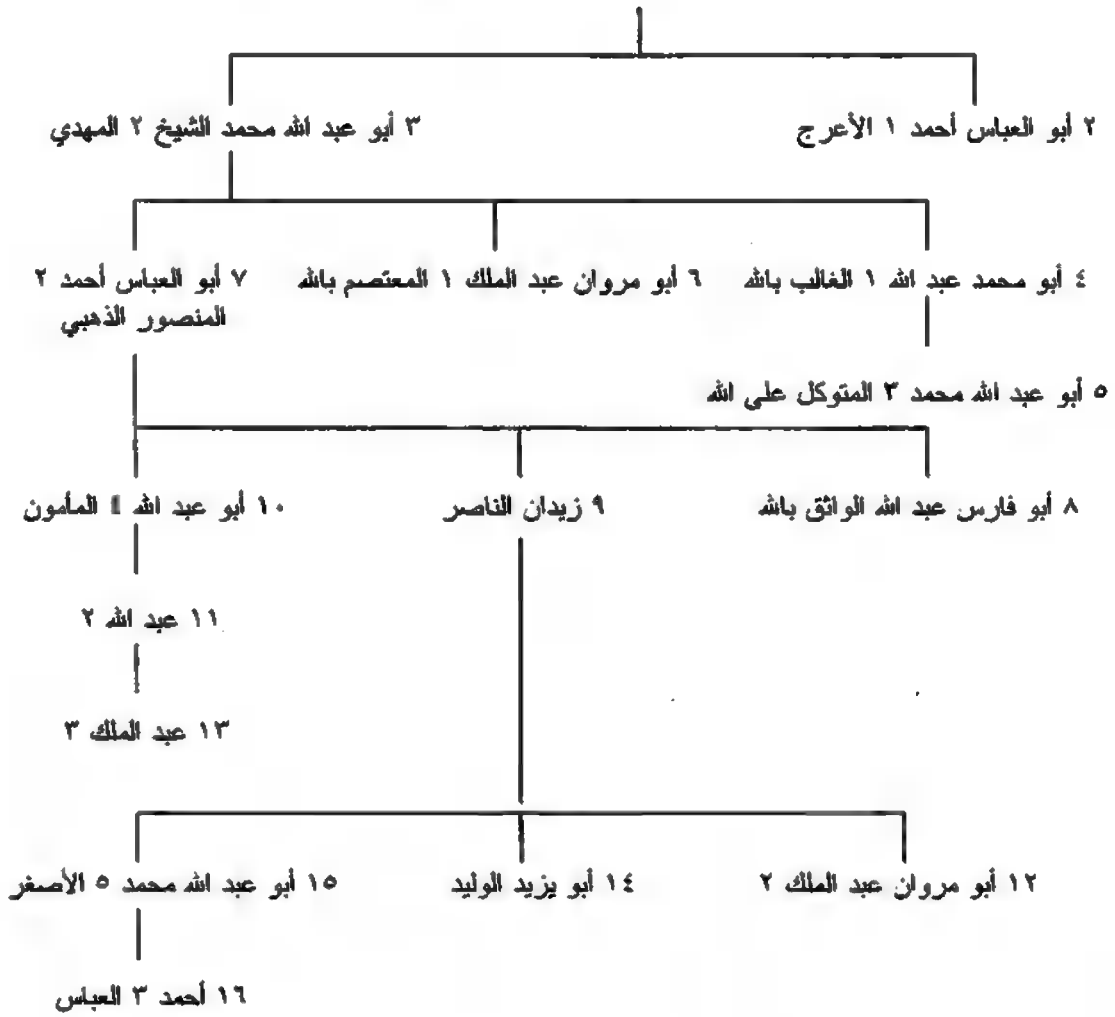 ٢ أبو العباس أحمد ١ الأعرج
٣ أبو عبد الله محمد الشيخ ٢ المهدي
٤ أبو محمد عبد الله ١ الغالب بالله
٦ أبو مروان عبد الملك ١ المعتصم بالله
٧ أبو العباس أحمد ٢
المنصور الذهبي
٥ أبو عبد الله محمد ٣ المتوكل على الله
٨ أبو فارس عبد الله الواثق بالله
٩ زيدان الناصر
١٠ أبو عبد الله ٤ المأمون
١١ عبد الله ٢
١٣ عبد الملك ٣
١٢ أبو مروان عبد الملك ٢
١٤ أبو يزيد الوليد
١٥ أبو عبد الله محمد ٥ الأصغر
١٦ أحمد ٣ العباس